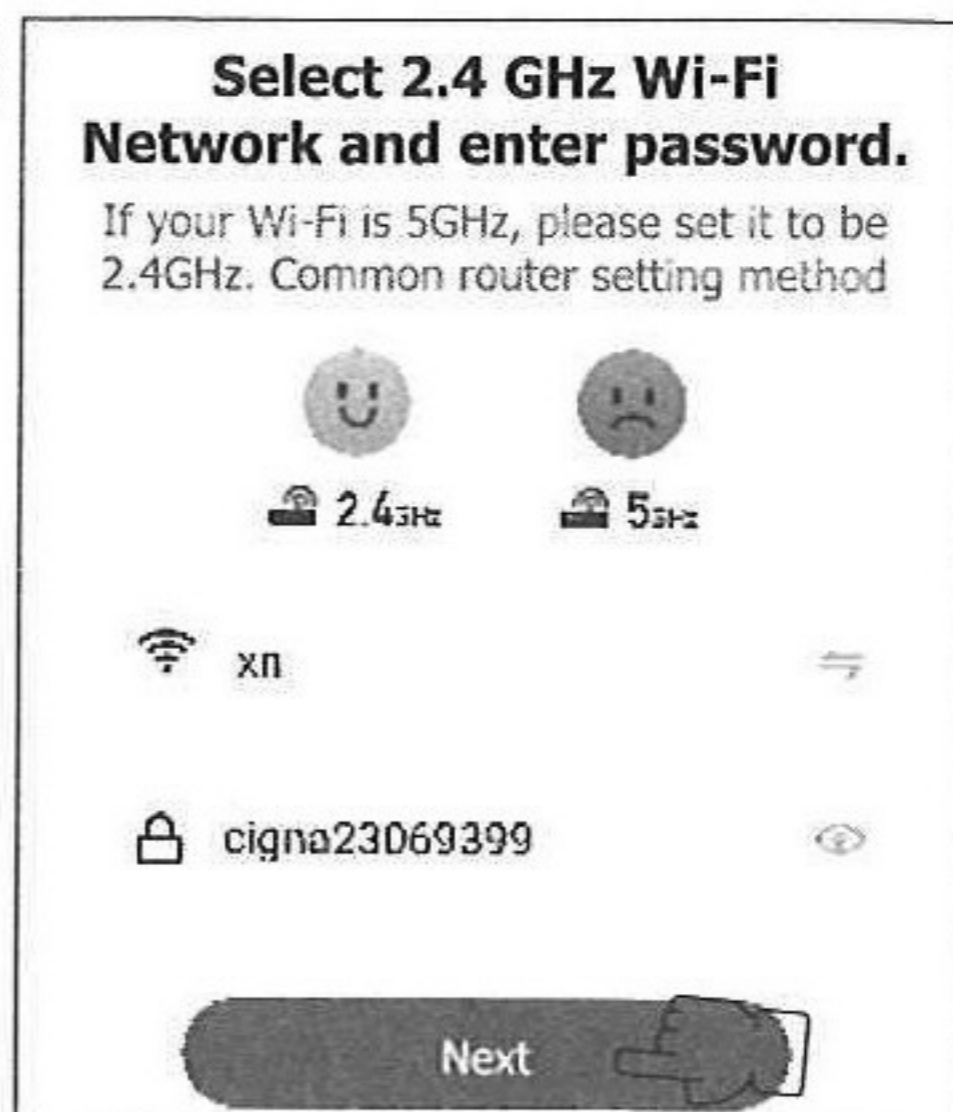 Select 2.4 GHz Wi-Fi
Network and enter password.
If your Wi-Fi is 5GHz, please set it to be
2.4GHz. Common router setting method
2.4GHz 5GHz
xn
cigna23069399
Next